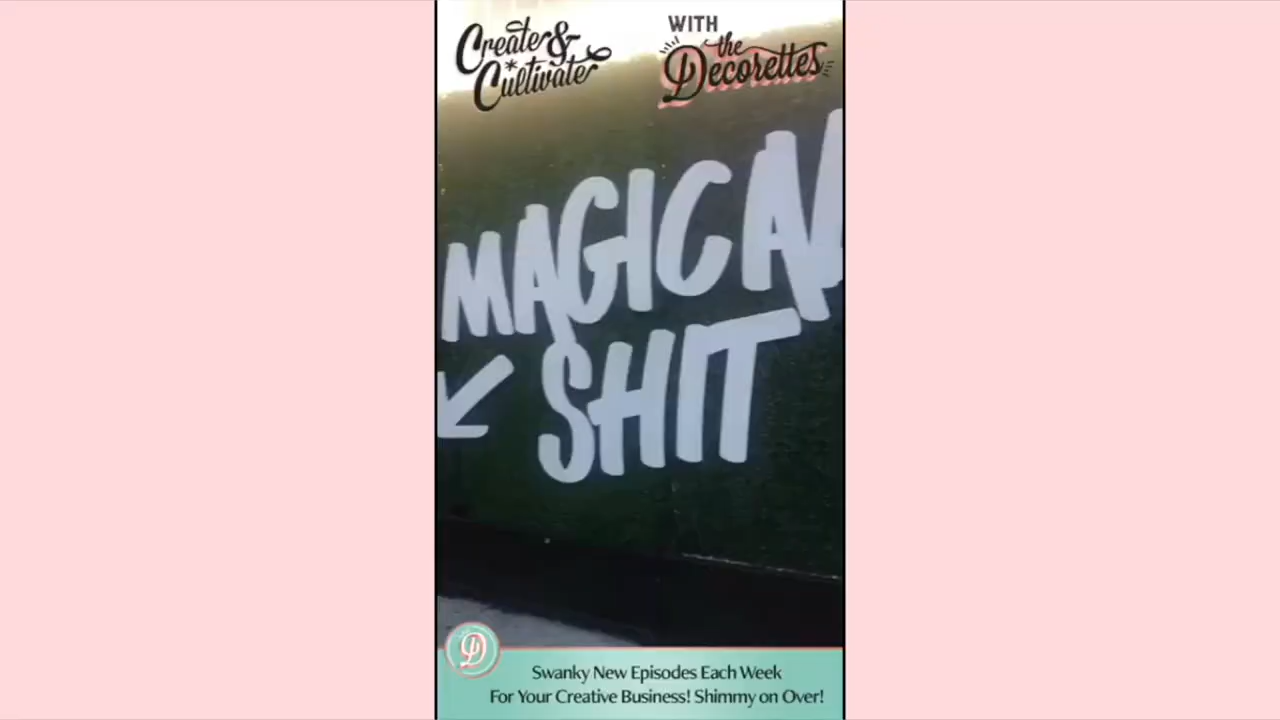 Create &
Cultivate
WITH
the
Decorettes
MAGICAL
SHIT
D
Swanky New Episodes Each Week
For Your Creative Business! Shimmy on Over!